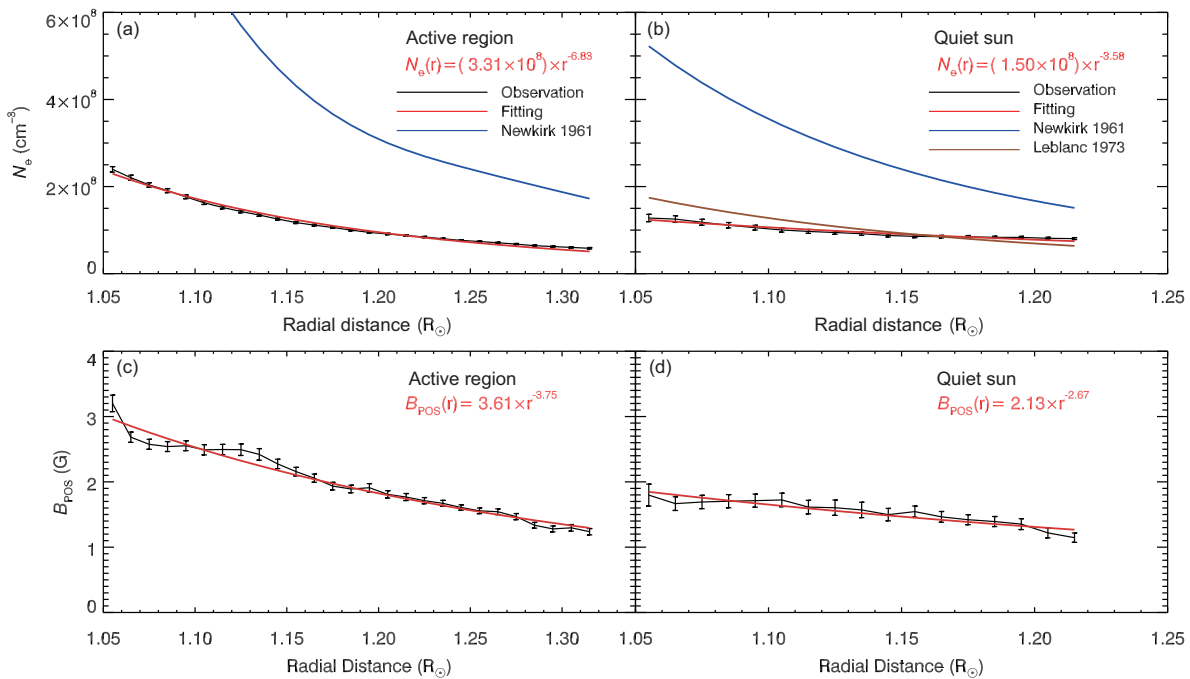 (a)
Active region
Nₑ(r)=( 3.31×10⁸)×r⁻⁶·⁸³
Observation
Fitting
Newkirk 1961
6×10⁸
4×10⁸
2×10⁸
0
Nₑ (cm⁻³)
1.05 1.10 1.15 1.20 1.25 1.30
Radial distance (R☉)
(b)
Quiet sun
Nₑ(r)=( 1.50×10⁸)×r⁻³·⁵⁸
Observation
Fitting
Newkirk 1961
Leblanc 1973
1.05 1.10 1.15 1.20 1.25
Radial distance (R☉)
(c)
Active region
B_POS(r)= 3.61×r⁻³·⁷⁵
4
3
2
1
0
B_POS (G)
1.05 1.10 1.15 1.20 1.25 1.30
Radial Distance (R☉)
(d)
Quiet sun
B_POS(r)= 2.13×r⁻²·⁶⁷
1.05 1.10 1.15 1.20 1.25
Radial Distance (R☉)